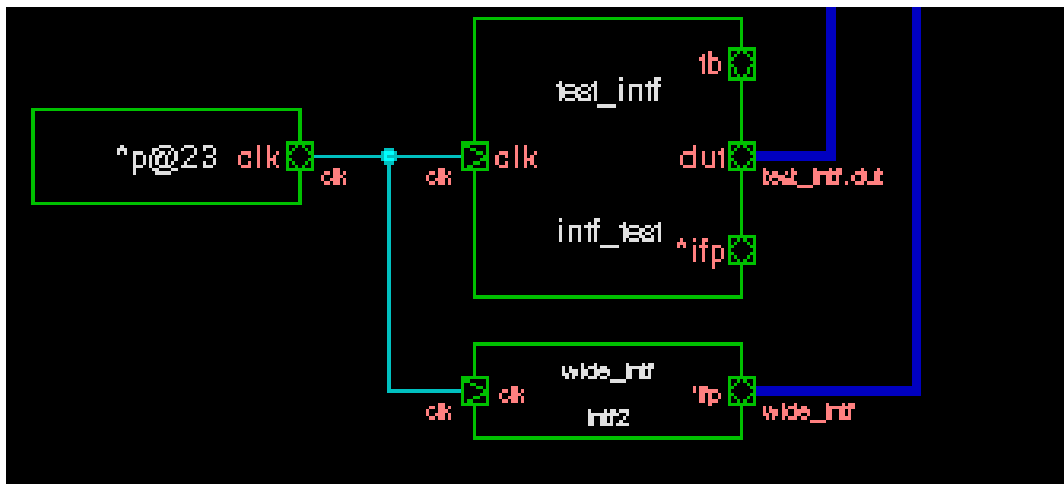 tb
test_intf
^p@23 clk
clk
clk
clk
dut
test_intf.dut
intf_test
^ifp
wide_intf
clk
clk
^ifp
wide_intf
intf2